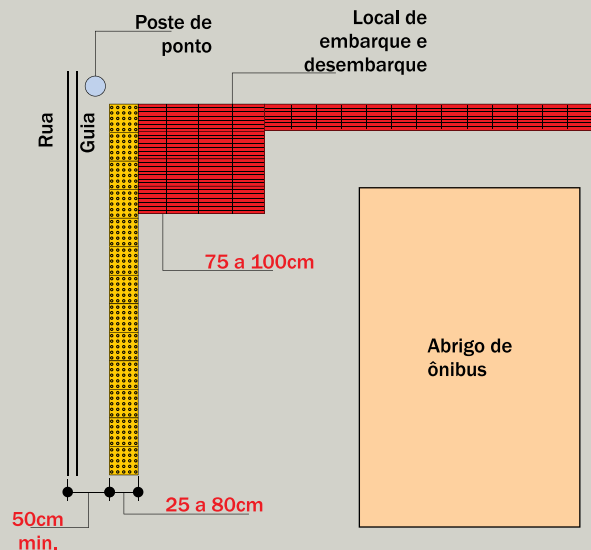 Poste de
ponto
Local de
embarque e
desembarque
Rua
Guia
75 a 100cm
Abrigo de
ônibus
25 a 80cm
50cm
min.